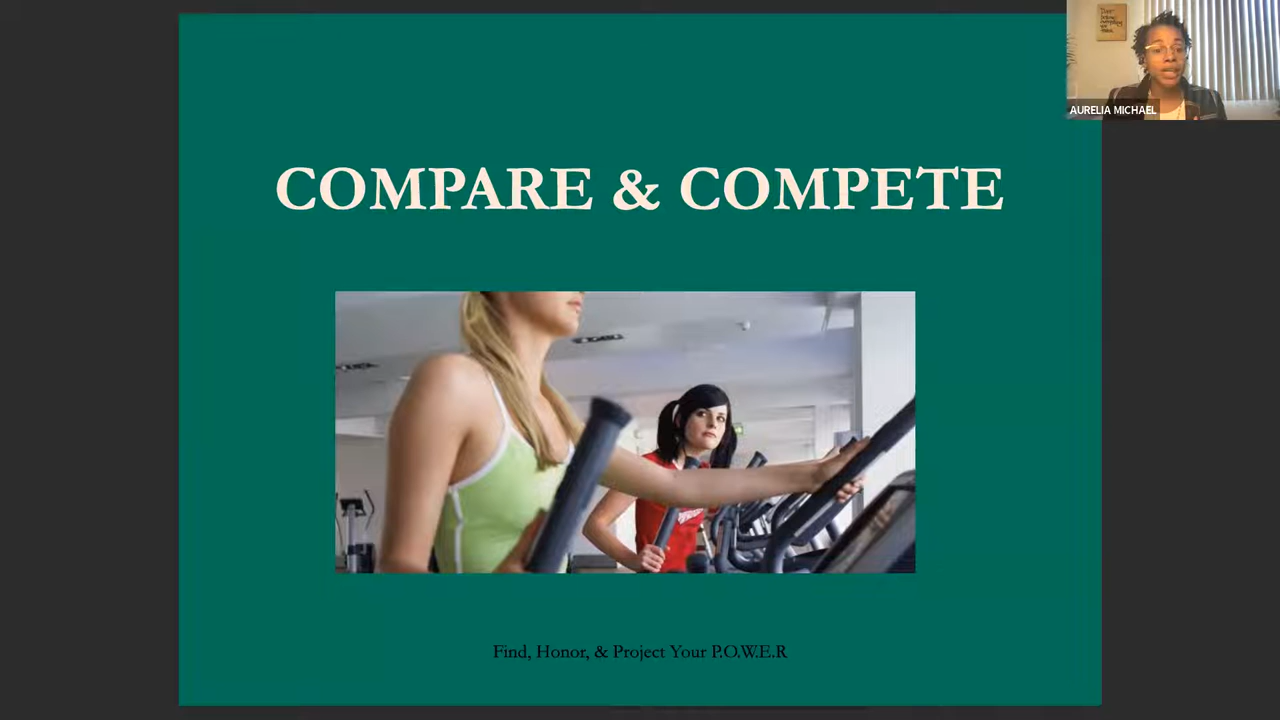 AURELIA MICHAEL
COMPARE & COMPETE
Find, Honor, & Project Your P.O.W.E.R